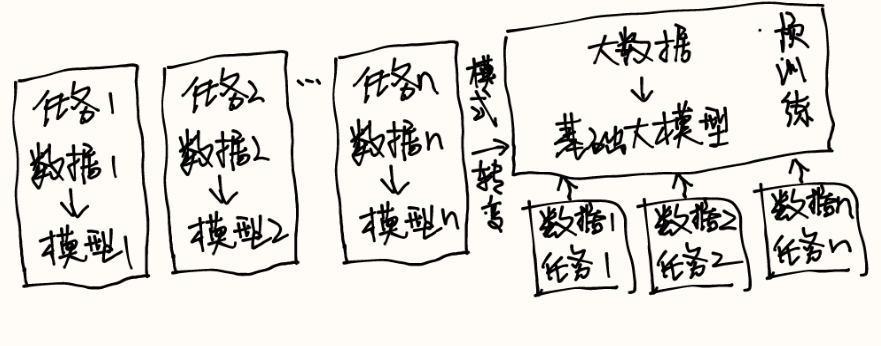 任务1
数据1
↓
模型1
任务2
数据2
↓
模型2
...
任务n
数据n
↓
模型n
模式
→
转变
大数据
↓
基础大模型
预训练
↑
数据1
任务1
↑
数据2
任务2
↑
数据n
任务n